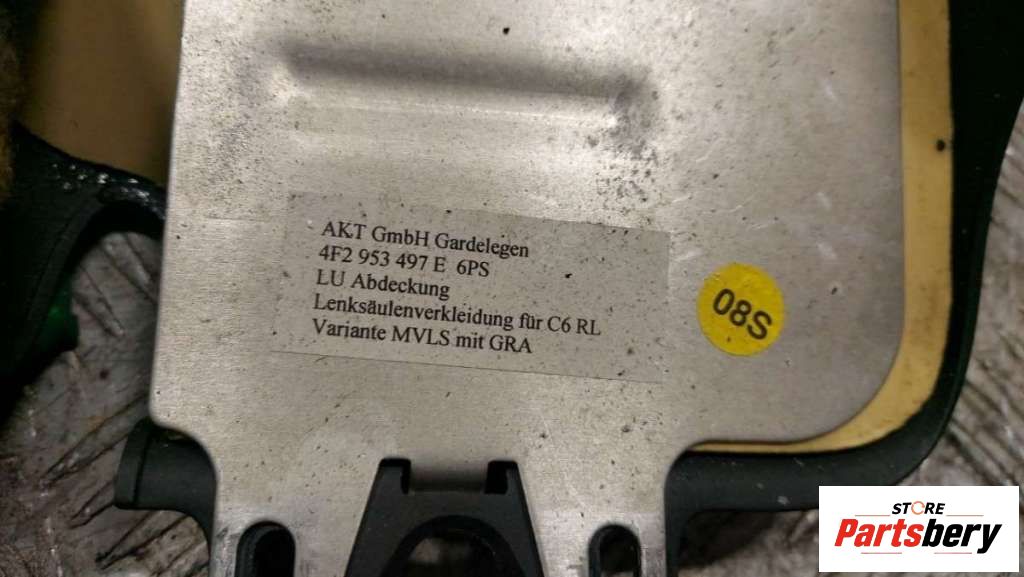 AKT GmbH Gardelegen
4F2 953 497 E 6PS
LU Abdeckung
Lenksäulenverkleidung für C6 RL
Variante MVLS mit GRA
08S
STORE
Partsbery